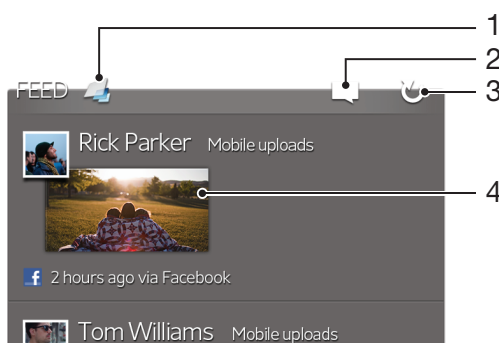 1
2
FEED
3
Rick Parker Mobile uploads
4
f 2 hours ago via Facebook
Tom Williams Mobile uploads